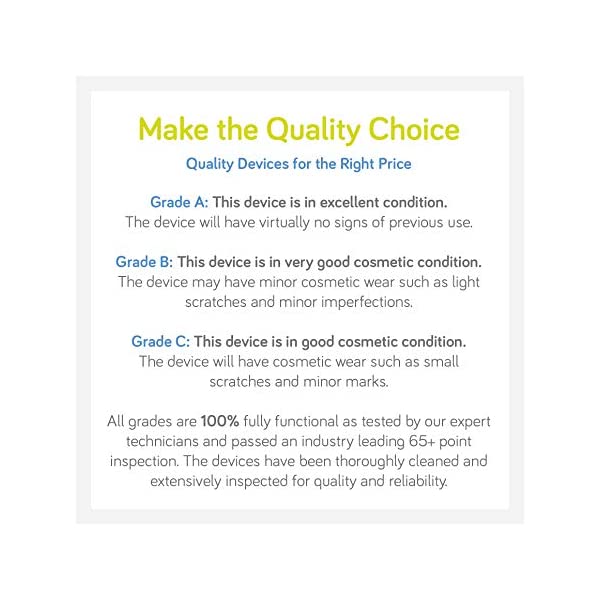 Make the Quality Choice
Quality Devices for the Right Price
Grade A: This device is in excellent condition.
The device will have virtually no signs of previous use.
Grade B: This device is in very good cosmetic condition.
The device may have minor cosmetic wear such as light
scratches and minor imperfections.
Grade C: This device is in good cosmetic condition.
The device will have cosmetic wear such as small
scratches and minor marks.
All grades are 100% fully functional as tested by our expert
technicians and passed an industry leading 65+ point
inspection. The devices have been thoroughly cleaned and
extensively inspected for quality and reliability.